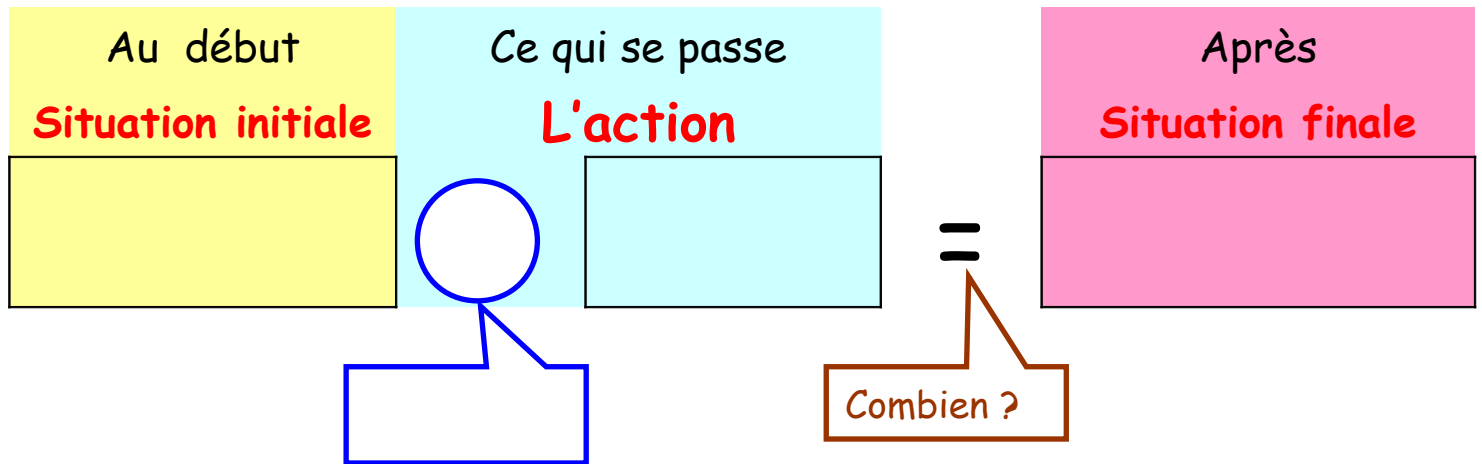 Au début
Ce qui se passe
Après
Situation initiale
L'action
Situation finale
=
Combien ?